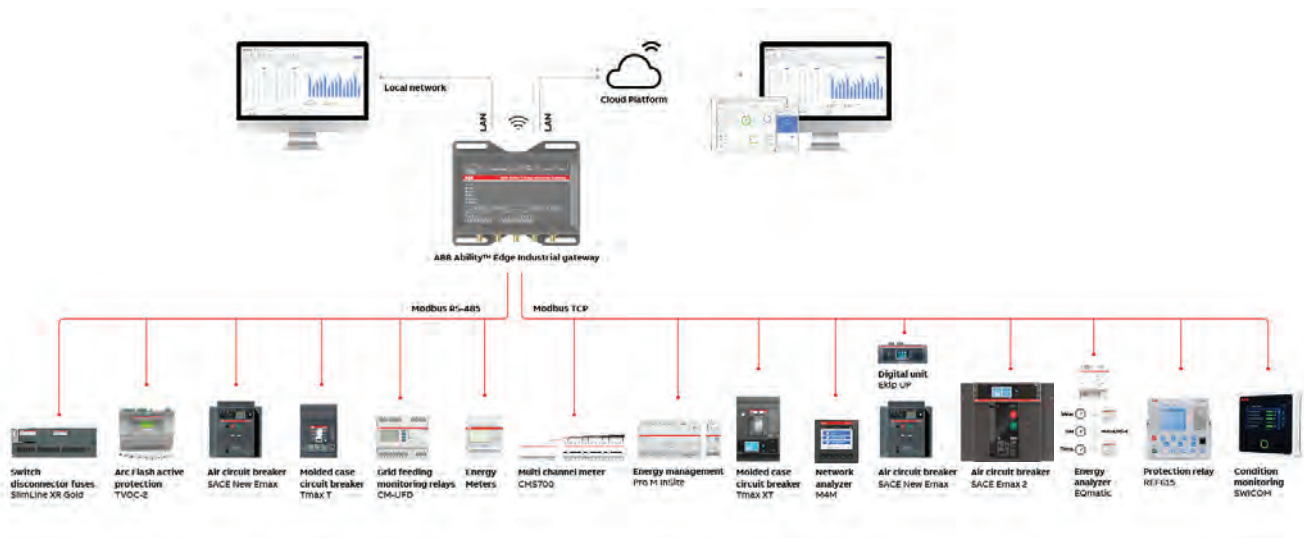 Local network
Cloud Platform
LAN
LAN
ABB
ABB Ability™ Edge Industrial gateway
Modbus RS-485
Modbus TCP
Digital unit
Ekip UP
Switch
disconnector fuses
SlimLine XR Gold
Arc Flash active
protection
TVOC-2
Air circuit breaker
SACE New Emax
Molded case
circuit breaker
Tmax T
Grid feeding
monitoring relays
CM-UFD
Energy
Meters
Multi channel meter
CMS700
Energy management
Pro M InSite
Molded case
circuit breaker
Tmax XT
Network
analyzer
M4M
Air circuit breaker
SACE New Emax
Air circuit breaker
SACE Emax 2
Energy
analyzer
EQmatic
Protection relay
REF615
Condition
monitoring
SWICOM